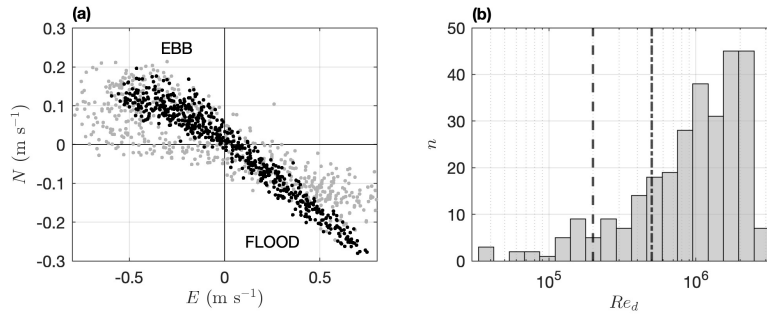 (a)
0.3
0.2
0.1
0
-0.1
-0.2
-0.3
N (m s⁻¹)
EBB
FLOOD
-0.5
0
0.5
E (m s⁻¹)
(b)
50
40
30
20
10
0
n
10⁵
10⁶
Re_d